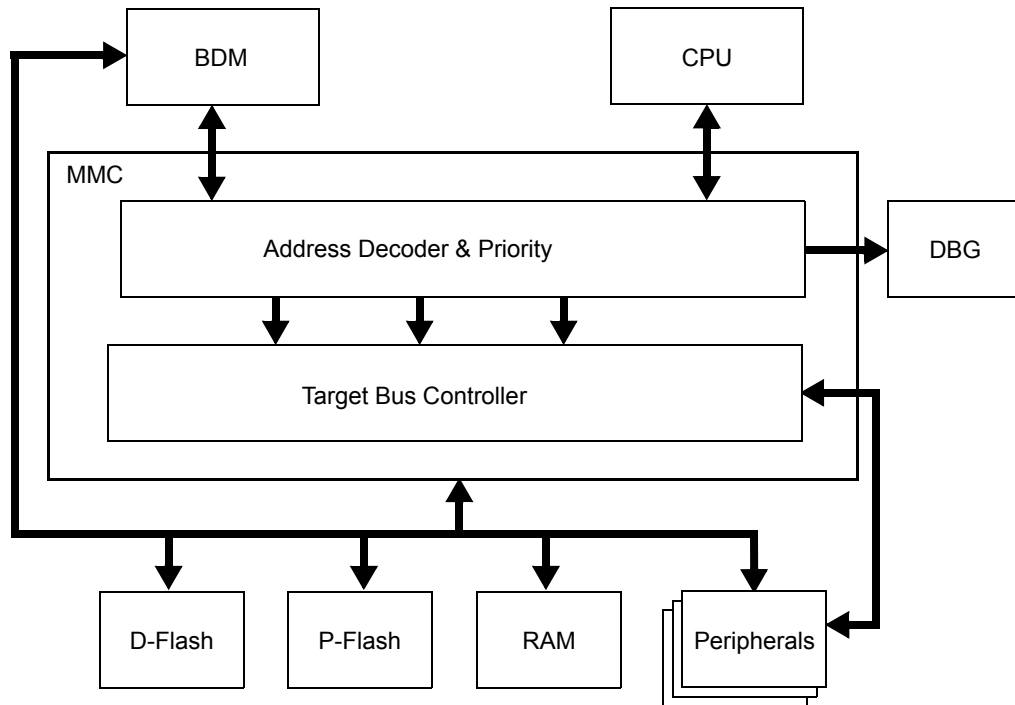 BDM
CPU
MMC
Address Decoder & Priority
DBG
Target Bus Controller
D-Flash
P-Flash
RAM
Peripherals